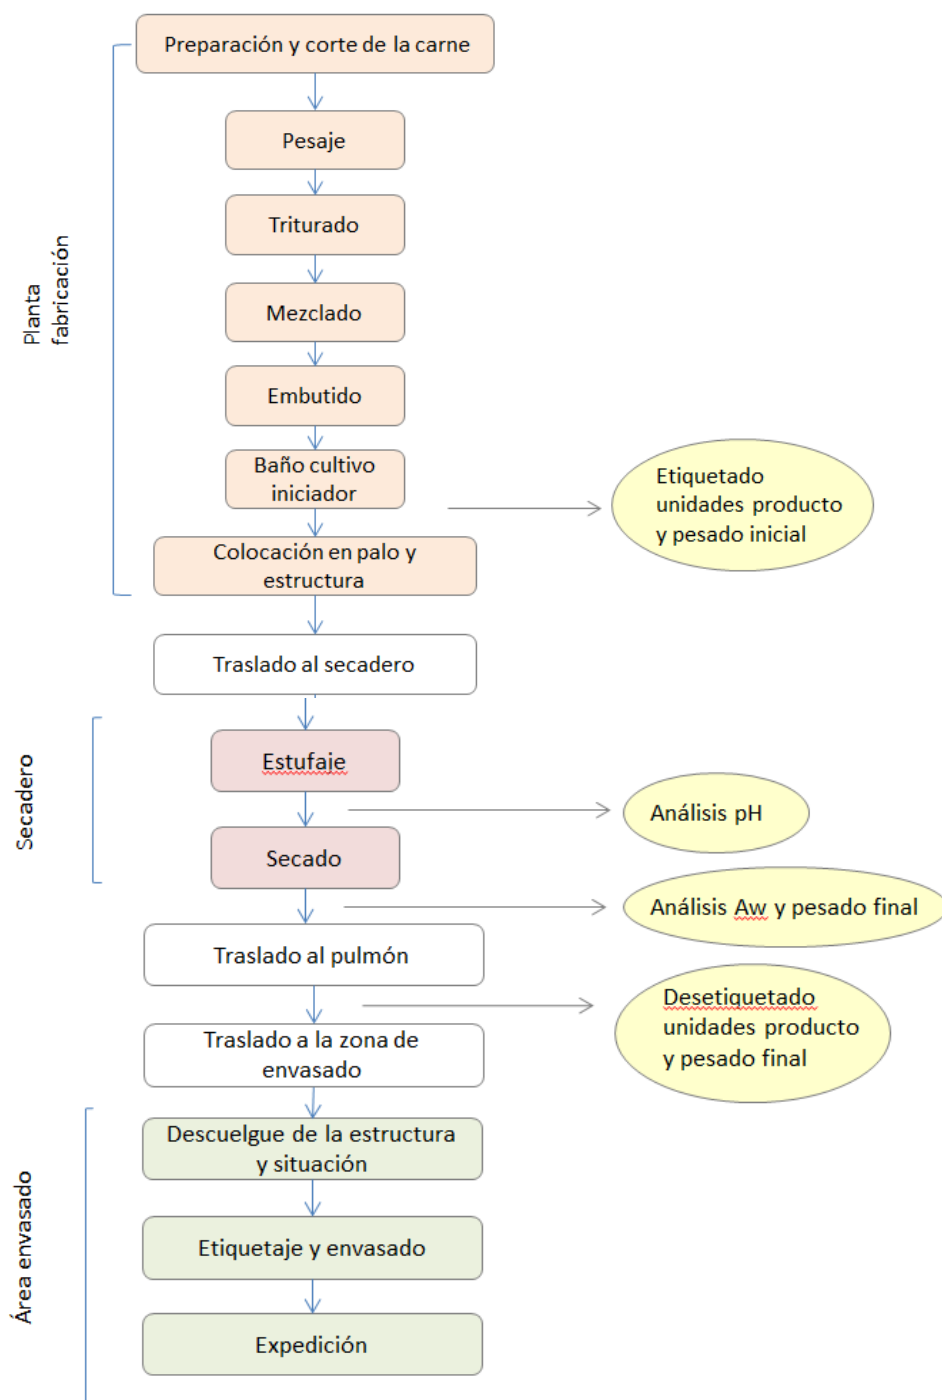 Preparación y corte de la carne
Pesaje
Triturado
Mezclado
Embutido
Baño cultivo
iniciador
Colocación en palo y
estructura
Planta
fabricación
Etiquetado
unidades producto
y pesado inicial
Traslado al secadero
Secadero
Estufaje
Secado
Análisis pH
Análisis Aw y pesado final
Traslado al pulmón
Desetiquetado
unidades producto
y pesado final
Traslado a la zona de
envasado
Área envasado
Descuelgue de la estructura
y situación
Etiquetaje y envasado
Expedición